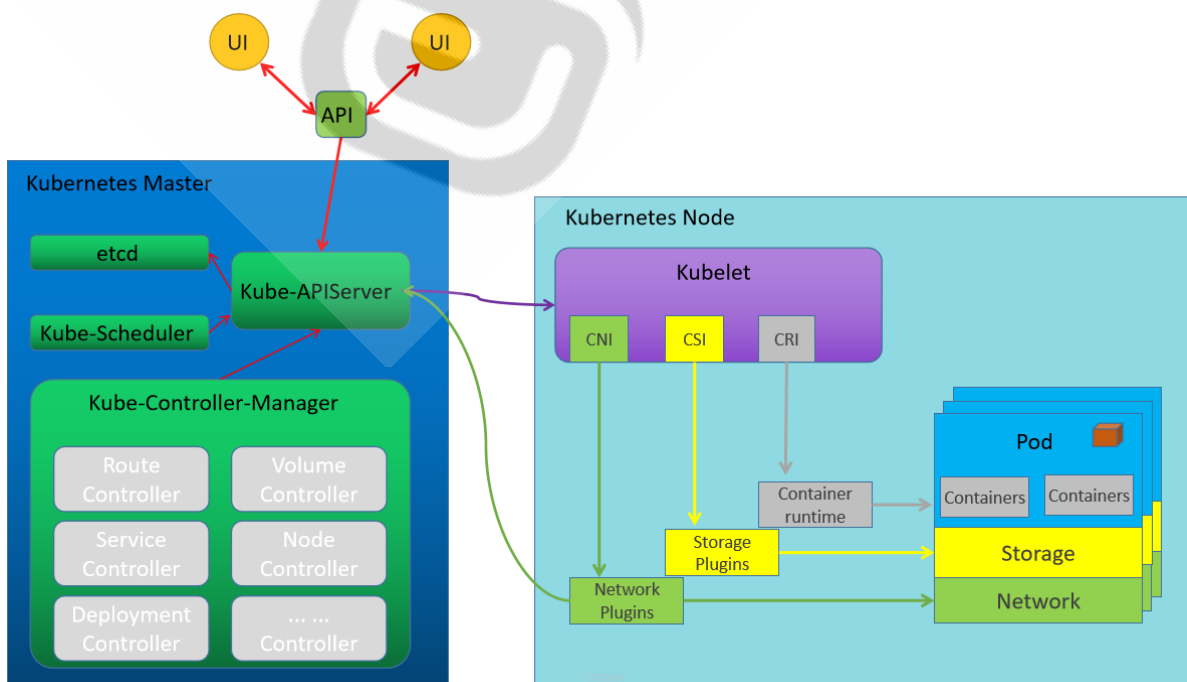 UI
UI
API
Kubernetes Master
etcd
Kube-APIServer
Kube-Scheduler
Kube-Controller-Manager
Route
Controller
Volume
Controller
Service
Controller
Node
Controller
Deployment
Controller
... ...
Controller
Kubernetes Node
Kubelet
CNI
CSI
CRI
Container
runtime
Storage
Plugins
Network
Plugins
Pod
Containers
Containers
Storage
Network